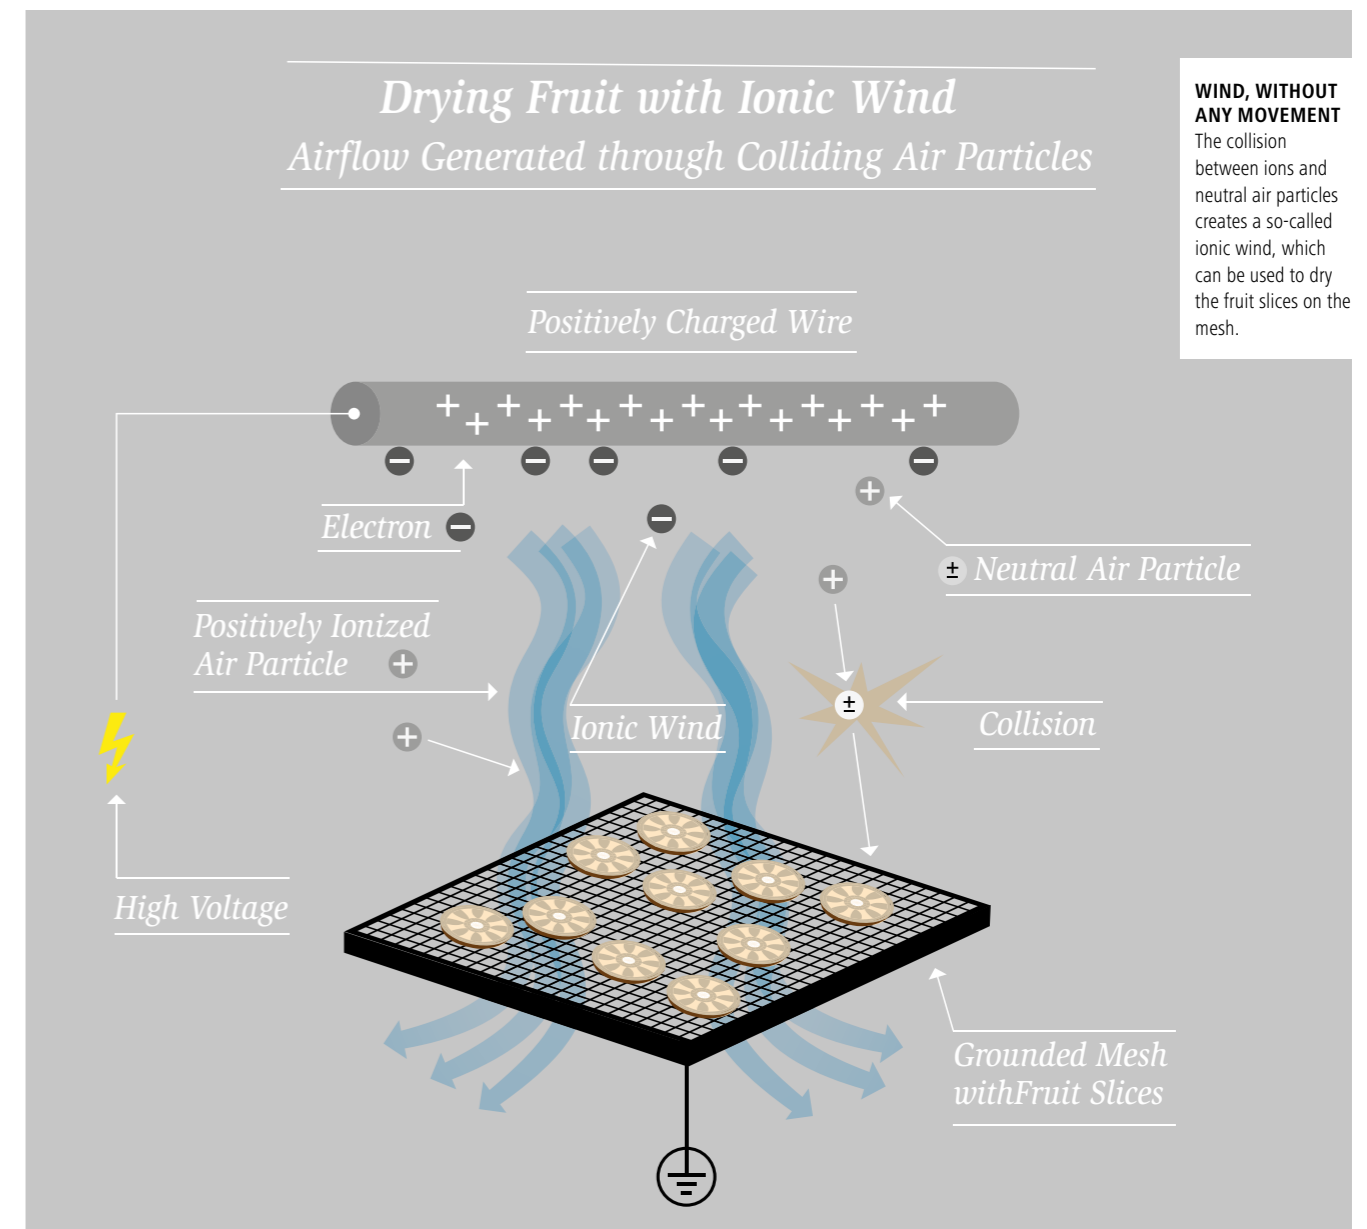 Drying Fruit with Ionic Wind
Airflow Generated through Colliding Air Particles
WIND, WITHOUT
ANY MOVEMENT
The collision
between ions and
neutral air particles
creates a so-called
ionic wind, which
can be used to dry
the fruit slices on the
mesh.
Positively Charged Wire
Electron
Neutral Air Particle
Positively Ionized
Air Particle
Ionic Wind
Collision
High Voltage
Grounded Mesh
withFruit Slices